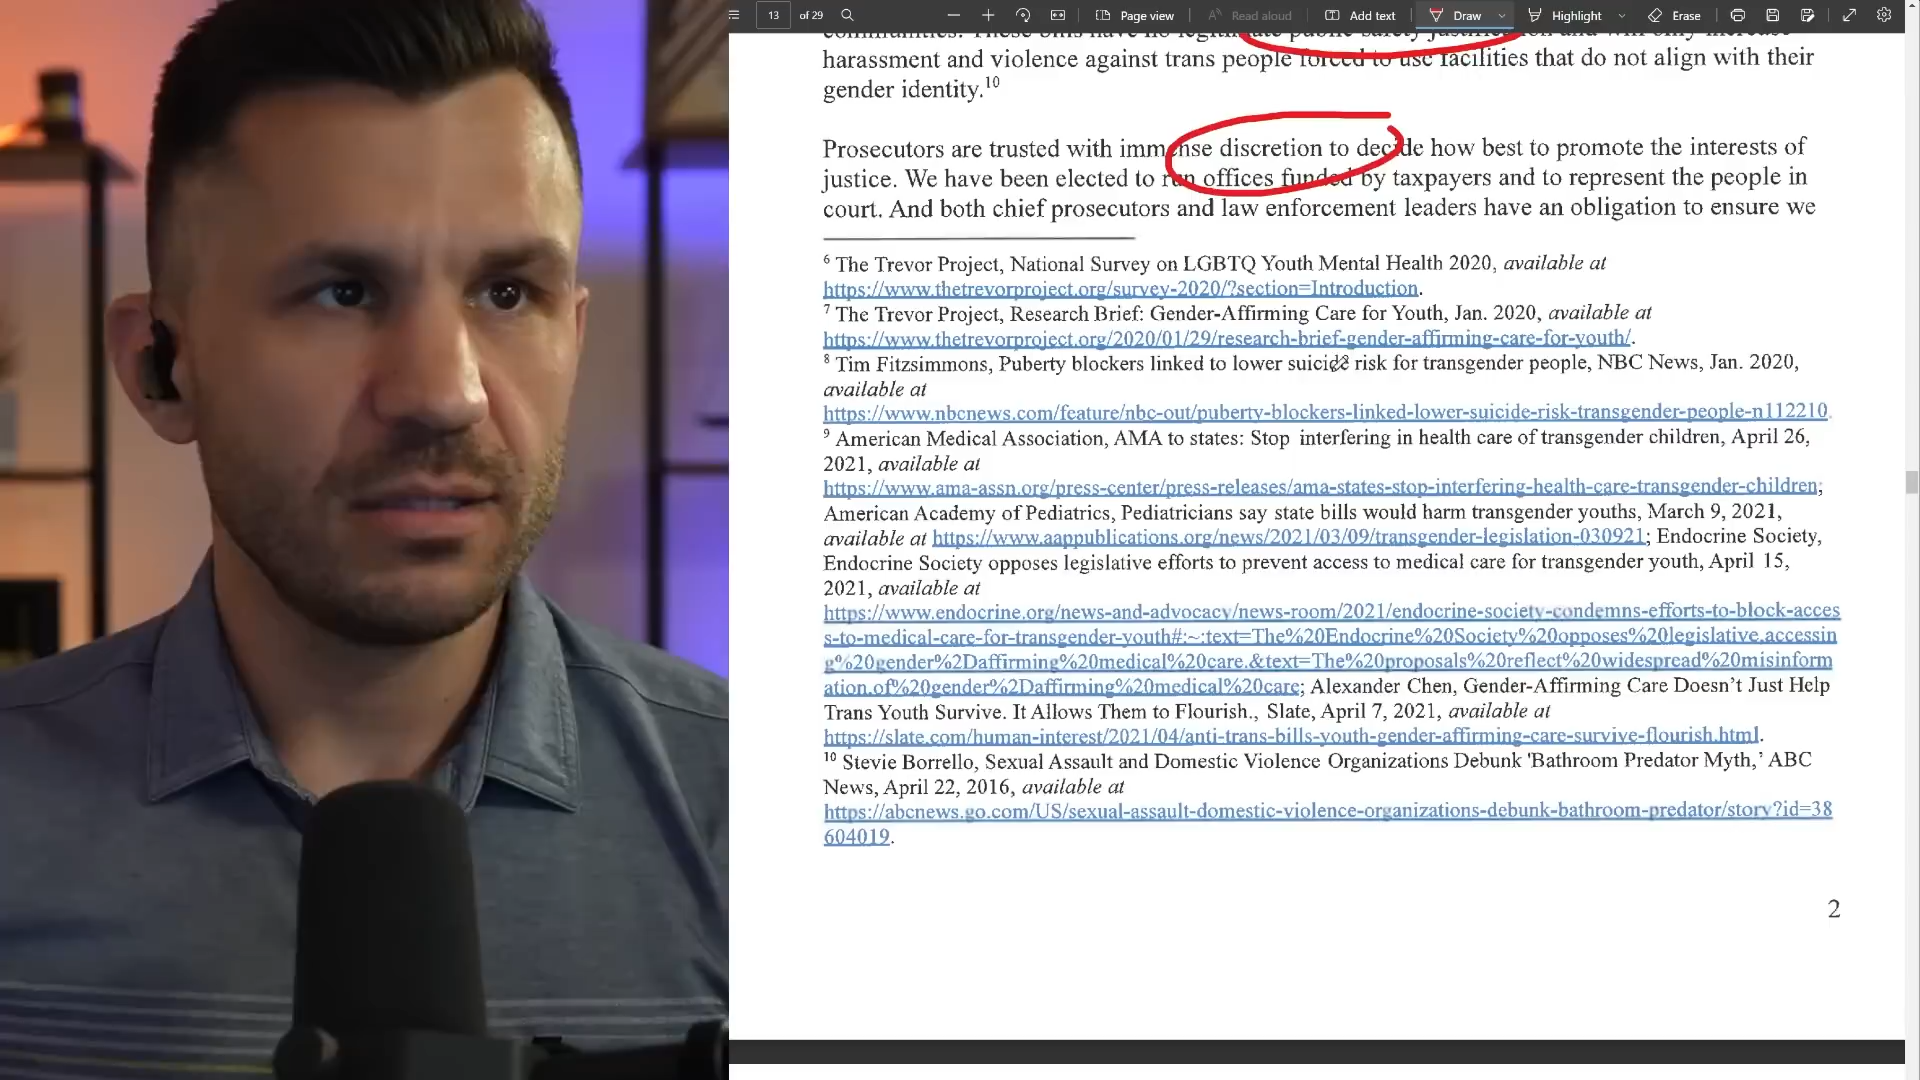 13 of 29 Page view Read aloud Add text Draw Highlight Erase
communities. These bills have no legitimate public safety justification and will only increase
harassment and violence against trans people forced to use facilities that do not align with their
gender identity.10
Prosecutors are trusted with immense discretion to decide how best to promote the interests of
justice. We have been elected to run offices funded by taxpayers and to represent the people in
court. And both chief prosecutors and law enforcement leaders have an obligation to ensure we
6 The Trevor Project, National Survey on LGBTQ Youth Mental Health 2020, available at
https://www.thetrevorproject.org/survey-2020/?section=Introduction.
7 The Trevor Project, Research Brief: Gender-Affirming Care for Youth, Jan. 2020, available at
https://www.thetrevorproject.org/2020/01/29/research-brief-gender-affirming-care-for-youth/.
8 Tim Fitzsimmons, Puberty blockers linked to lower suicide risk for transgender people, NBC News, Jan. 2020,
available at
https://www.nbcnews.com/feature/nbc-out/puberty-blockers-linked-lower-suicide-risk-transgender-people-n112210.
9 American Medical Association, AMA to states: Stop interfering in health care of transgender children, April 26,
2021, available at
https://www.ama-assn.org/press-center/press-releases/ama-states-stop-interfering-health-care-transgender-children;
American Academy of Pediatrics, Pediatricians say state bills would harm transgender youths, March 9, 2021,
available at https://www.aappublications.org/news/2021/03/09/transgender-legislation-030921; Endocrine Society,
Endocrine Society opposes legislative efforts to prevent access to medical care for transgender youth, April 15,
2021, available at
https://www.endocrine.org/news-and-advocacy/news-room/2021/endocrine-society-condemns-efforts-to-block-acces
s-to-medical-care-for-transgender-youth#:~:text=The%20Endocrine%20Society%20opposes%20legislative,accessin
g%20gender%2Daffirming%20medical%20care.&text=The%20proposals%20reflect%20widespread%20misinform
ation,of%20gender%2Daffirming%20medical%20care; Alexander Chen, Gender-Affirming Care Doesn’t Just Help
Trans Youth Survive. It Allows Them to Flourish., Slate, April 7, 2021, available at
https://slate.com/human-interest/2021/04/anti-trans-bills-youth-gender-affirming-care-survive-flourish.html.
10 Stevie Borrello, Sexual Assault and Domestic Violence Organizations Debunk 'Bathroom Predator Myth,’ ABC
News, April 22, 2016, available at
https://abcnews.go.com/US/sexual-assault-domestic-violence-organizations-debunk-bathroom-predator/story?id=38
604019.
2